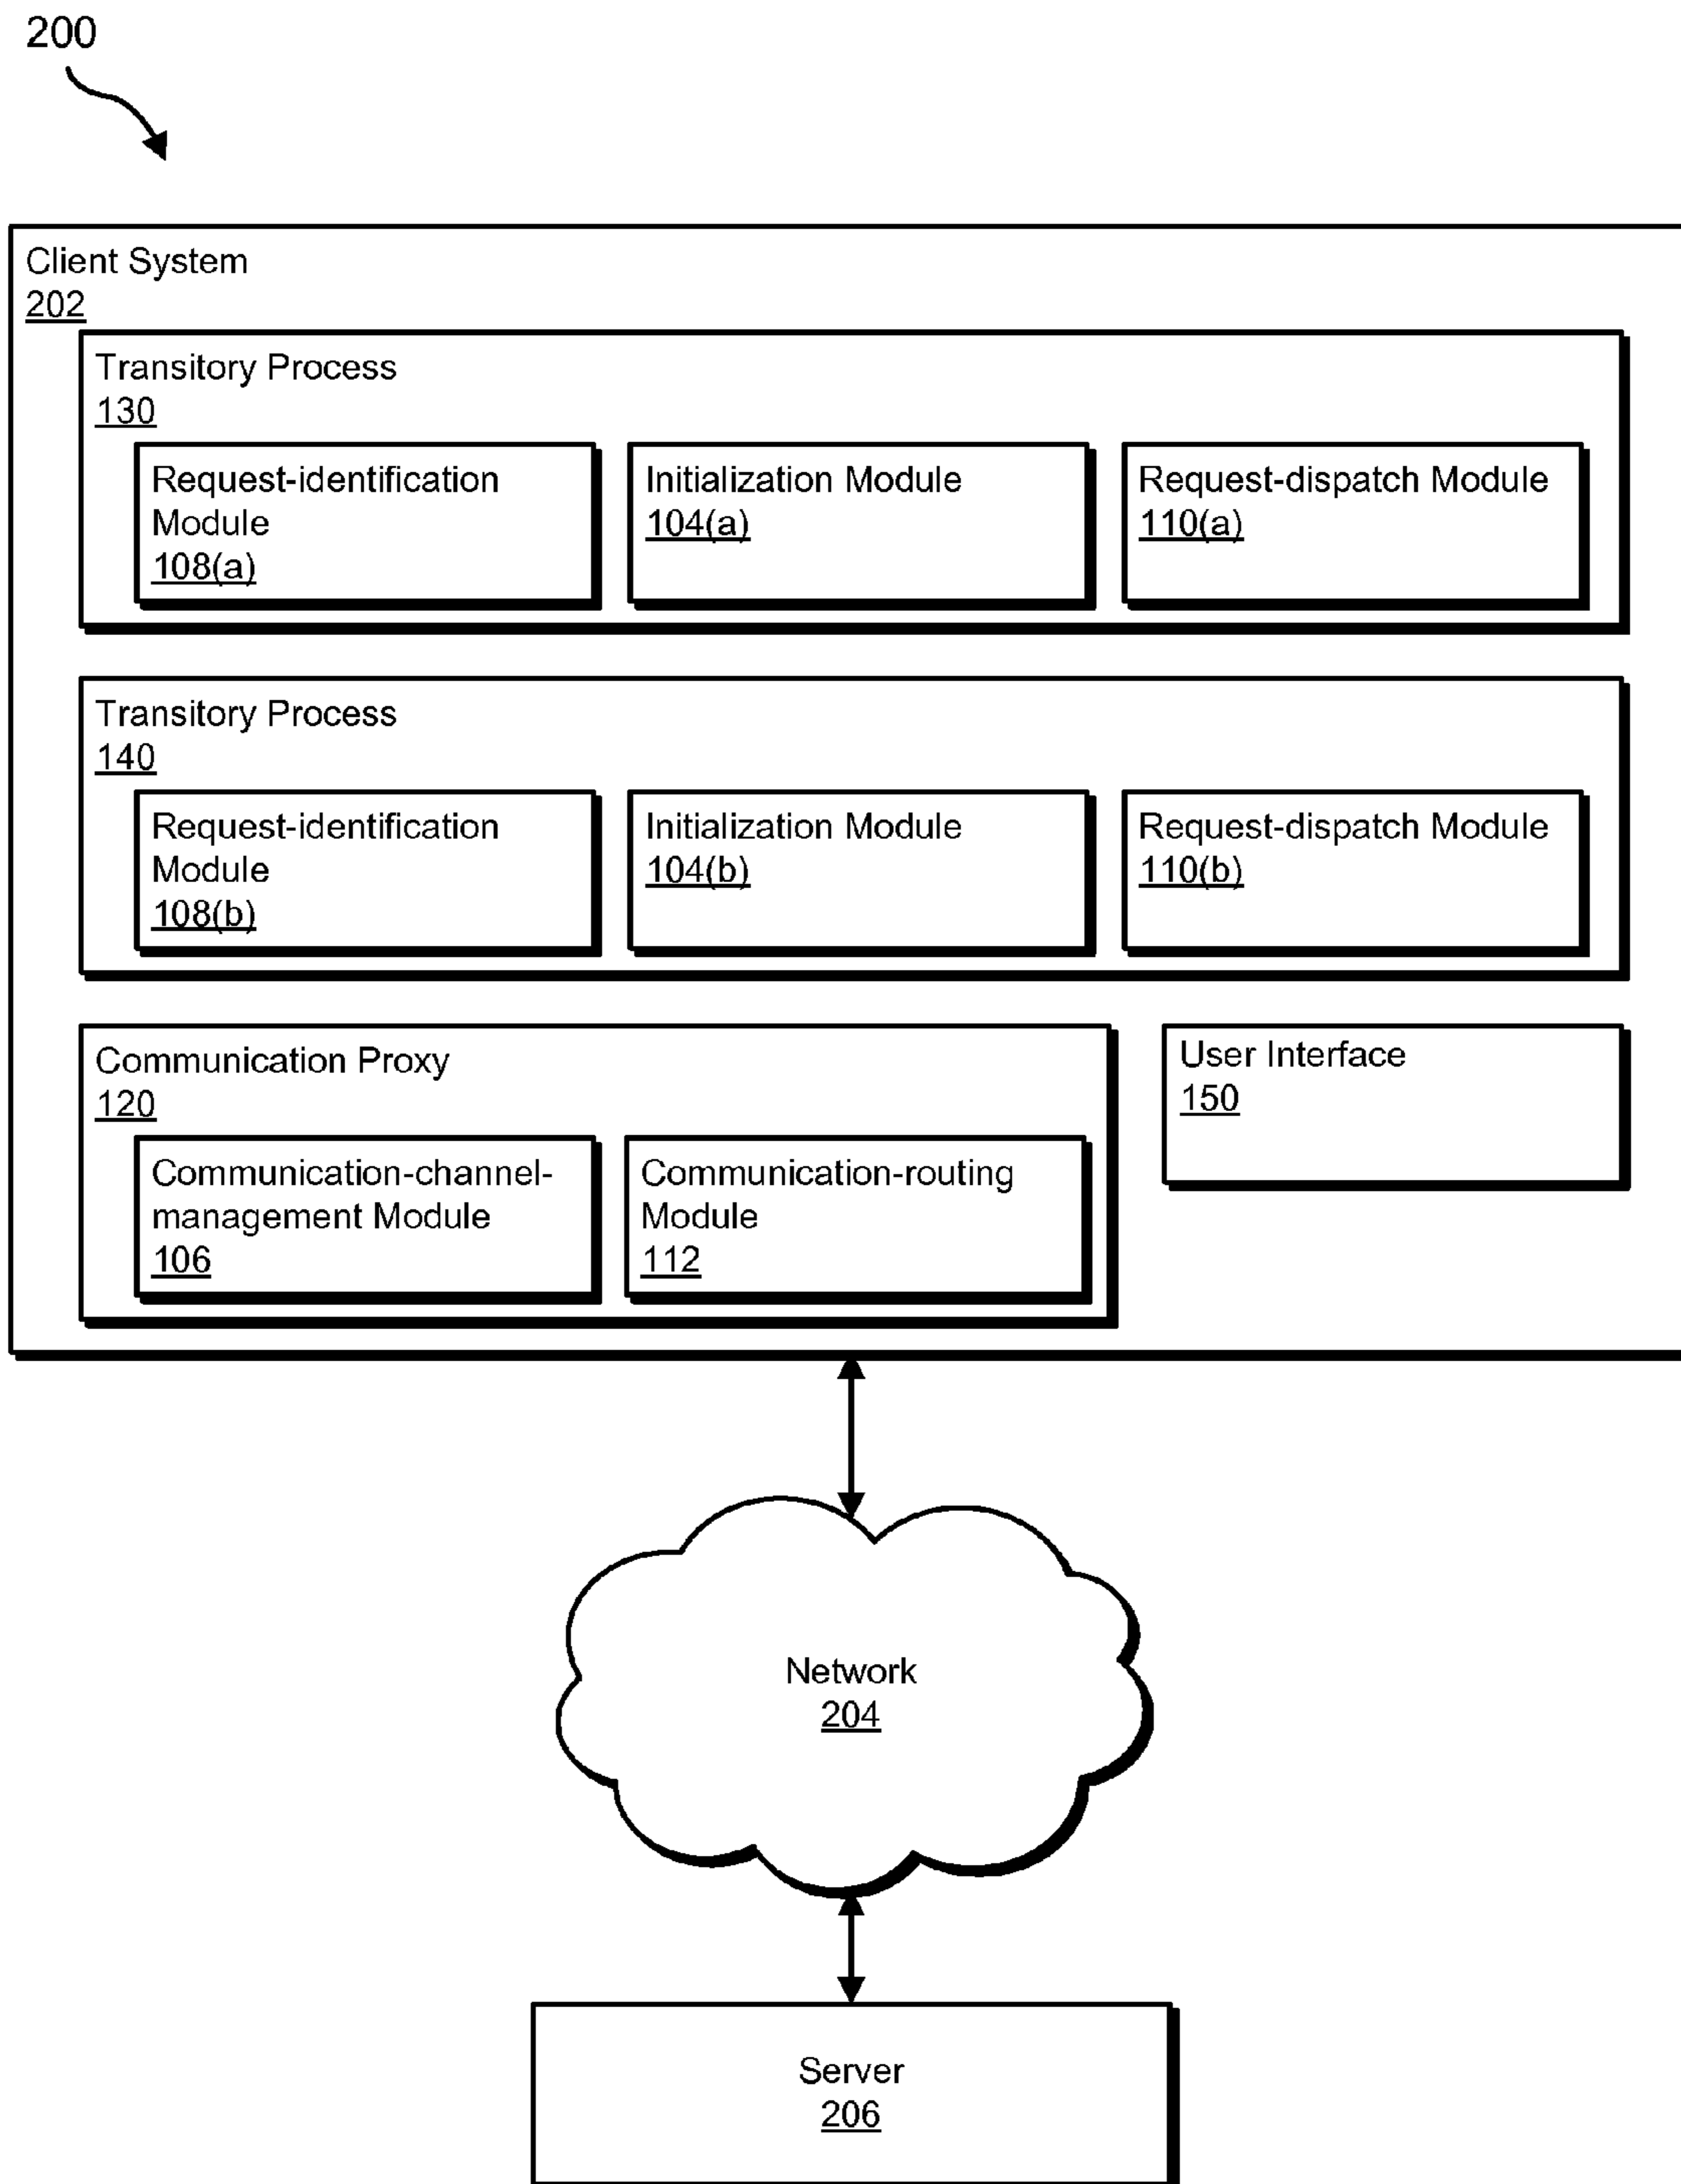 200
Client System
202
Transitory Process
130
Request-identification
Module
108(a)
Initialization Module
104(a)
Request-dispatch Module
110(a)
Transitory Process
140
Request-identification
Module
108(b)
Initialization Module
104(b)
Request-dispatch Module
110(b)
Communication Proxy
120
Communication-channel-
management Module
106
Communication-routing
Module
112
User Interface
150
Network
204
Server
206